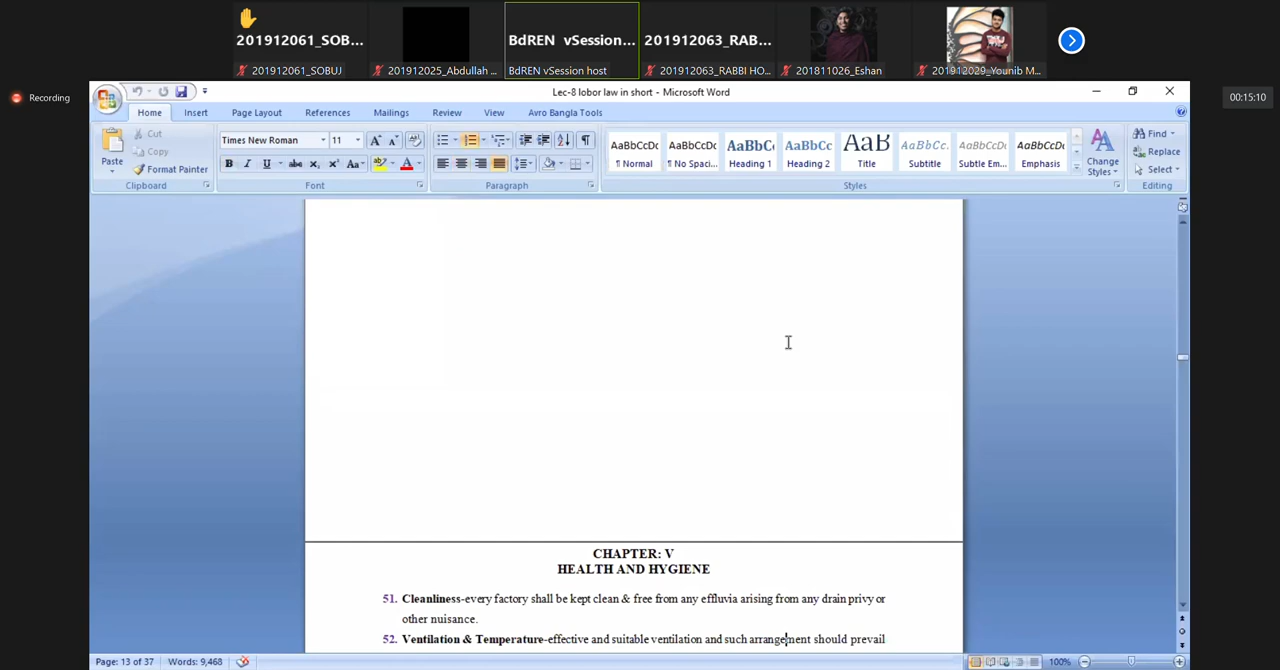 201912061_SOB...
BdREN vSession...
201912063_RAB...
201912061_SOBUJ
201912025_Abdullah ...
BdREN vSession host
201912063_RABBI HO...
201811026_Eshan
201912029_Younib M...
Recording
00:15:10
Lec-8 lobor law in short - Microsoft Word
Home
Insert
Page Layout
References
Mailings
Review
View
Avro Bangla Tools
Paste
Cut
Copy
Format Painter
Clipboard
Times New Roman
11
Font
Paragraph
AaBbCcDc
¶ Normal
AaBbCcDc
¶ No Spaci...
AaBbC
Heading 1
AaBbCc
Heading 2
AaB
Title
AaBbCc.
Subtitle
AaBbCcDc
Subtle Em...
AaBbCcDc
Emphasis
Change
Styles
Styles
Find
Replace
Select
Editing
CHAPTER: V
HEALTH AND HYGIENE
51. Cleanliness-every factory shall be kept clean & free from any effluvia arising from any drain privy or
other nuisance.
52. Ventilation & Temperature-effective and suitable ventilation and such arrangement should prevail
Page: 13 of 37
Words: 9,468
100%